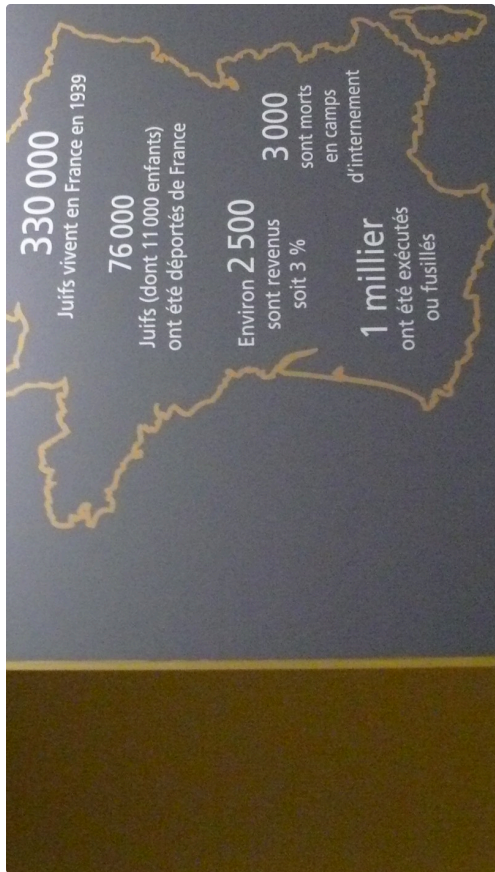 330 000
Juifs vivent en France en 1939
76 000
Juifs (dont 11 000 enfants)
ont été déportés de France
Environ 2 500
sont revenus
soit 3 %
3 000
sont morts
en camps
d'internement
1 millier
ont été exécutés
ou fusillés